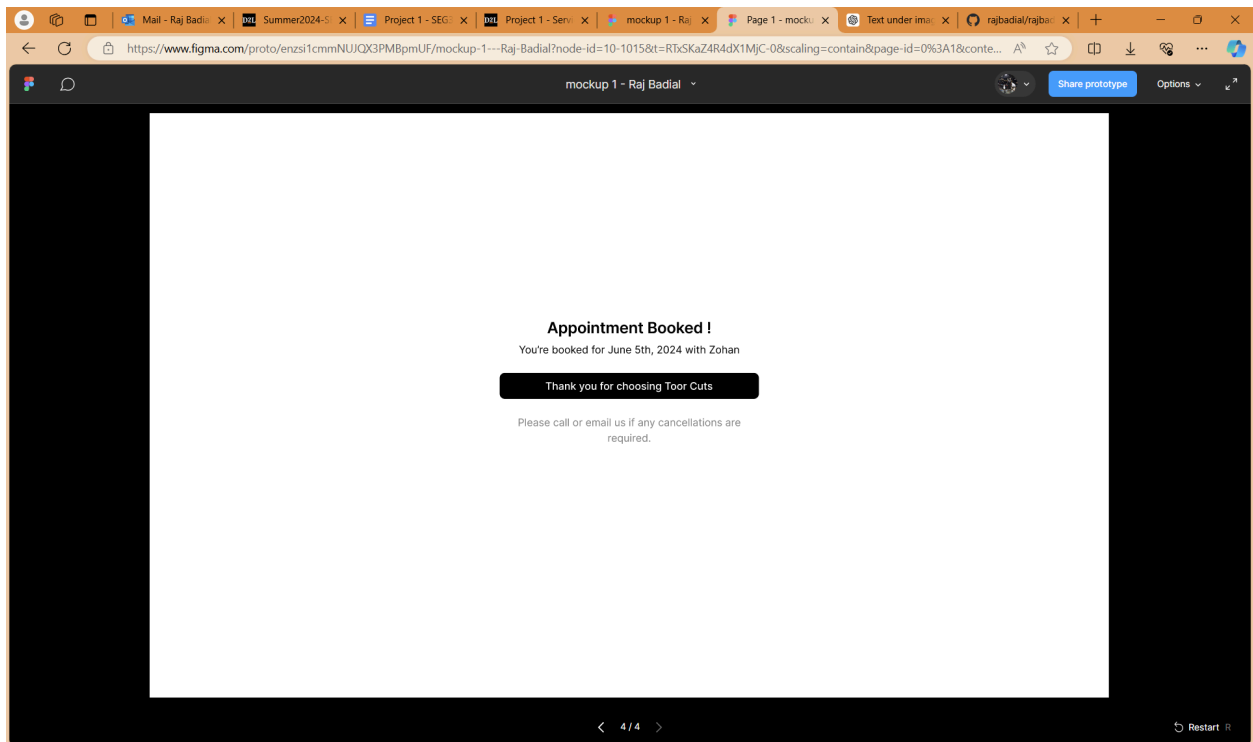 Mail - Raj Badia
Summer2024-S
Project 1 - SEG3
Project 1 - Servi
mockup 1 - Raj
Page 1 - mocku
Text under imag
rajbadial/rajbad
https://www.figma.com/proto/enzsi1cmmNUJQX3PMBpmUF/mockup-1---Raj-Badial?node-id=10-1015&t=RTxSKaZ4R4dX1MjC-0&scaling=contain&page-id=0%3A1&conte...
mockup 1 - Raj Badial
Share prototype
Options
Appointment Booked !
You're booked for June 5th, 2024 with Zohan
Thank you for choosing Toor Cuts
Please call or email us if any cancellations are
required.
4 / 4
Restart R